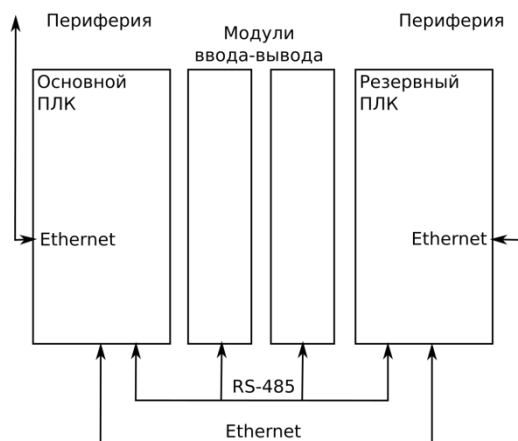 Периферия
Периферия
Модули
ввода-вывода
Основной
ПЛК
Резервный
ПЛК
Ethernet
Ethernet
RS-485
Ethernet